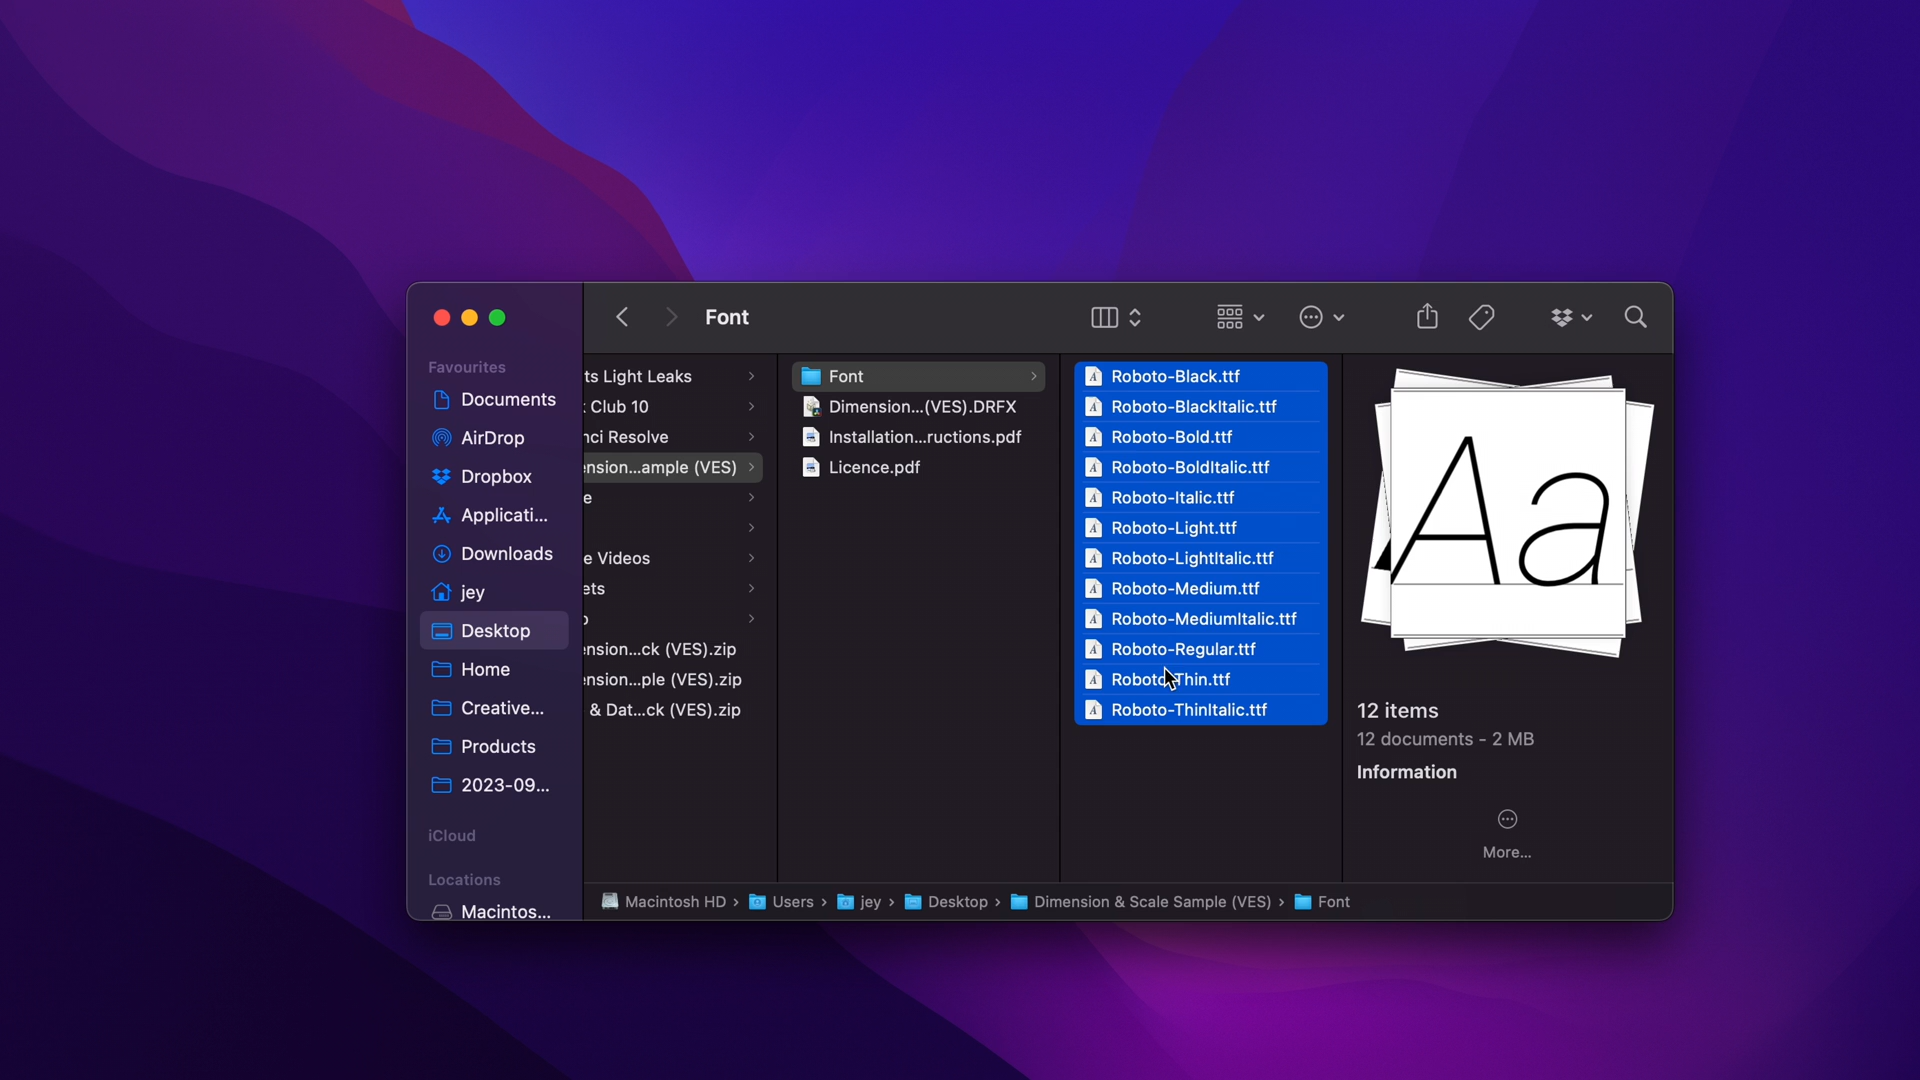 Font
Favourites
Documents
AirDrop
Dropbox
Applicati...
Downloads
jey
Desktop
Home
Creative...
Products
2023-09...
iCloud
Locations
Macintos...
ts Light Leaks
Club 10
nci Resolve
ension...ample (VES)
e
e Videos
ets
ension...ck (VES).zip
ension...ple (VES).zip
& Dat...ck (VES).zip
Font
Dimension...(VES).DRFX
Installation...ructions.pdf
Licence.pdf
Roboto-Black.ttf
Roboto-BlackItalic.ttf
Roboto-Bold.ttf
Roboto-BoldItalic.ttf
Roboto-Italic.ttf
Roboto-Light.ttf
Roboto-LightItalic.ttf
Roboto-Medium.ttf
Roboto-MediumItalic.ttf
Roboto-Regular.ttf
Roboto-Thin.ttf
Roboto-ThinItalic.ttf
Aa
12 items
12 documents - 2 MB
Information
More...
Macintosh HD › Users › jey › Desktop › Dimension & Scale Sample (VES) › Font